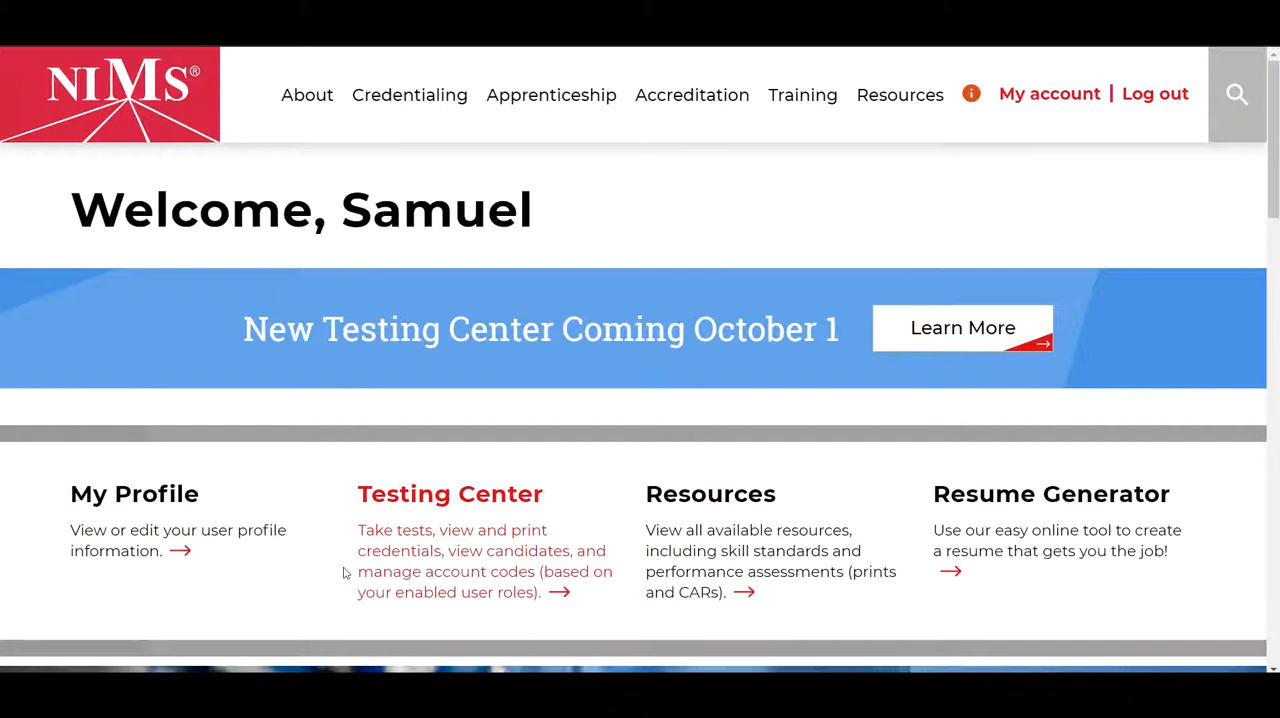 NIMS®
About Credentialing Apprenticeship Accreditation Training Resources i My account | Log out
Welcome, Samuel
New Testing Center Coming October 1
Learn More
My Profile
View or edit your user profile
information.
Testing Center
Take tests, view and print
credentials, view candidates, and
manage account codes (based on
your enabled user roles).
Resources
View all available resources,
including skill standards and
performance assessments (prints
and CARs).
Resume Generator
Use our easy online tool to create
a resume that gets you the job!